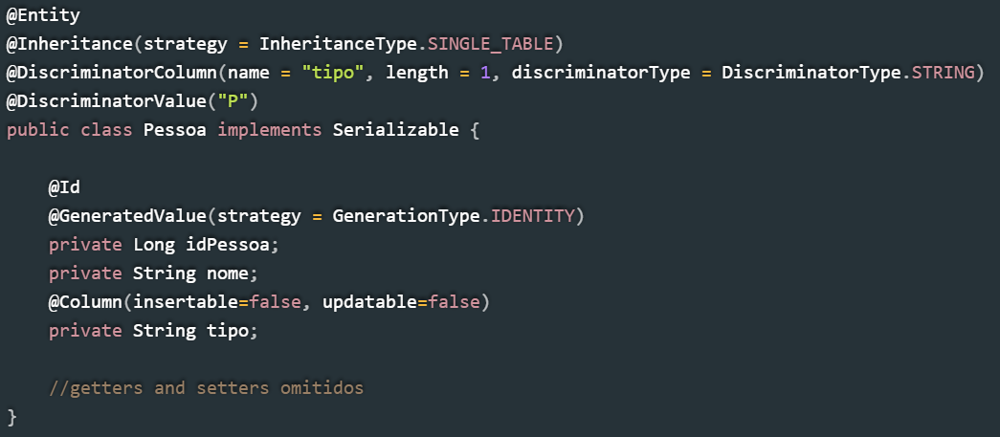 @Entity
@Inheritance(strategy = InheritanceType.SINGLE_TABLE)
@DiscriminatorColumn(name = "tipo", length = 1, discriminatorType = DiscriminatorType.STRING)
@DiscriminatorValue("P")
public class Pessoa implements Serializable {
    @Id
    @GeneratedValue(strategy = GenerationType.IDENTITY)
    private Long idPessoa;
    private String nome;
    @Column(insertable=false, updatable=false)
    private String tipo;
    //getters and setters omitidos
}